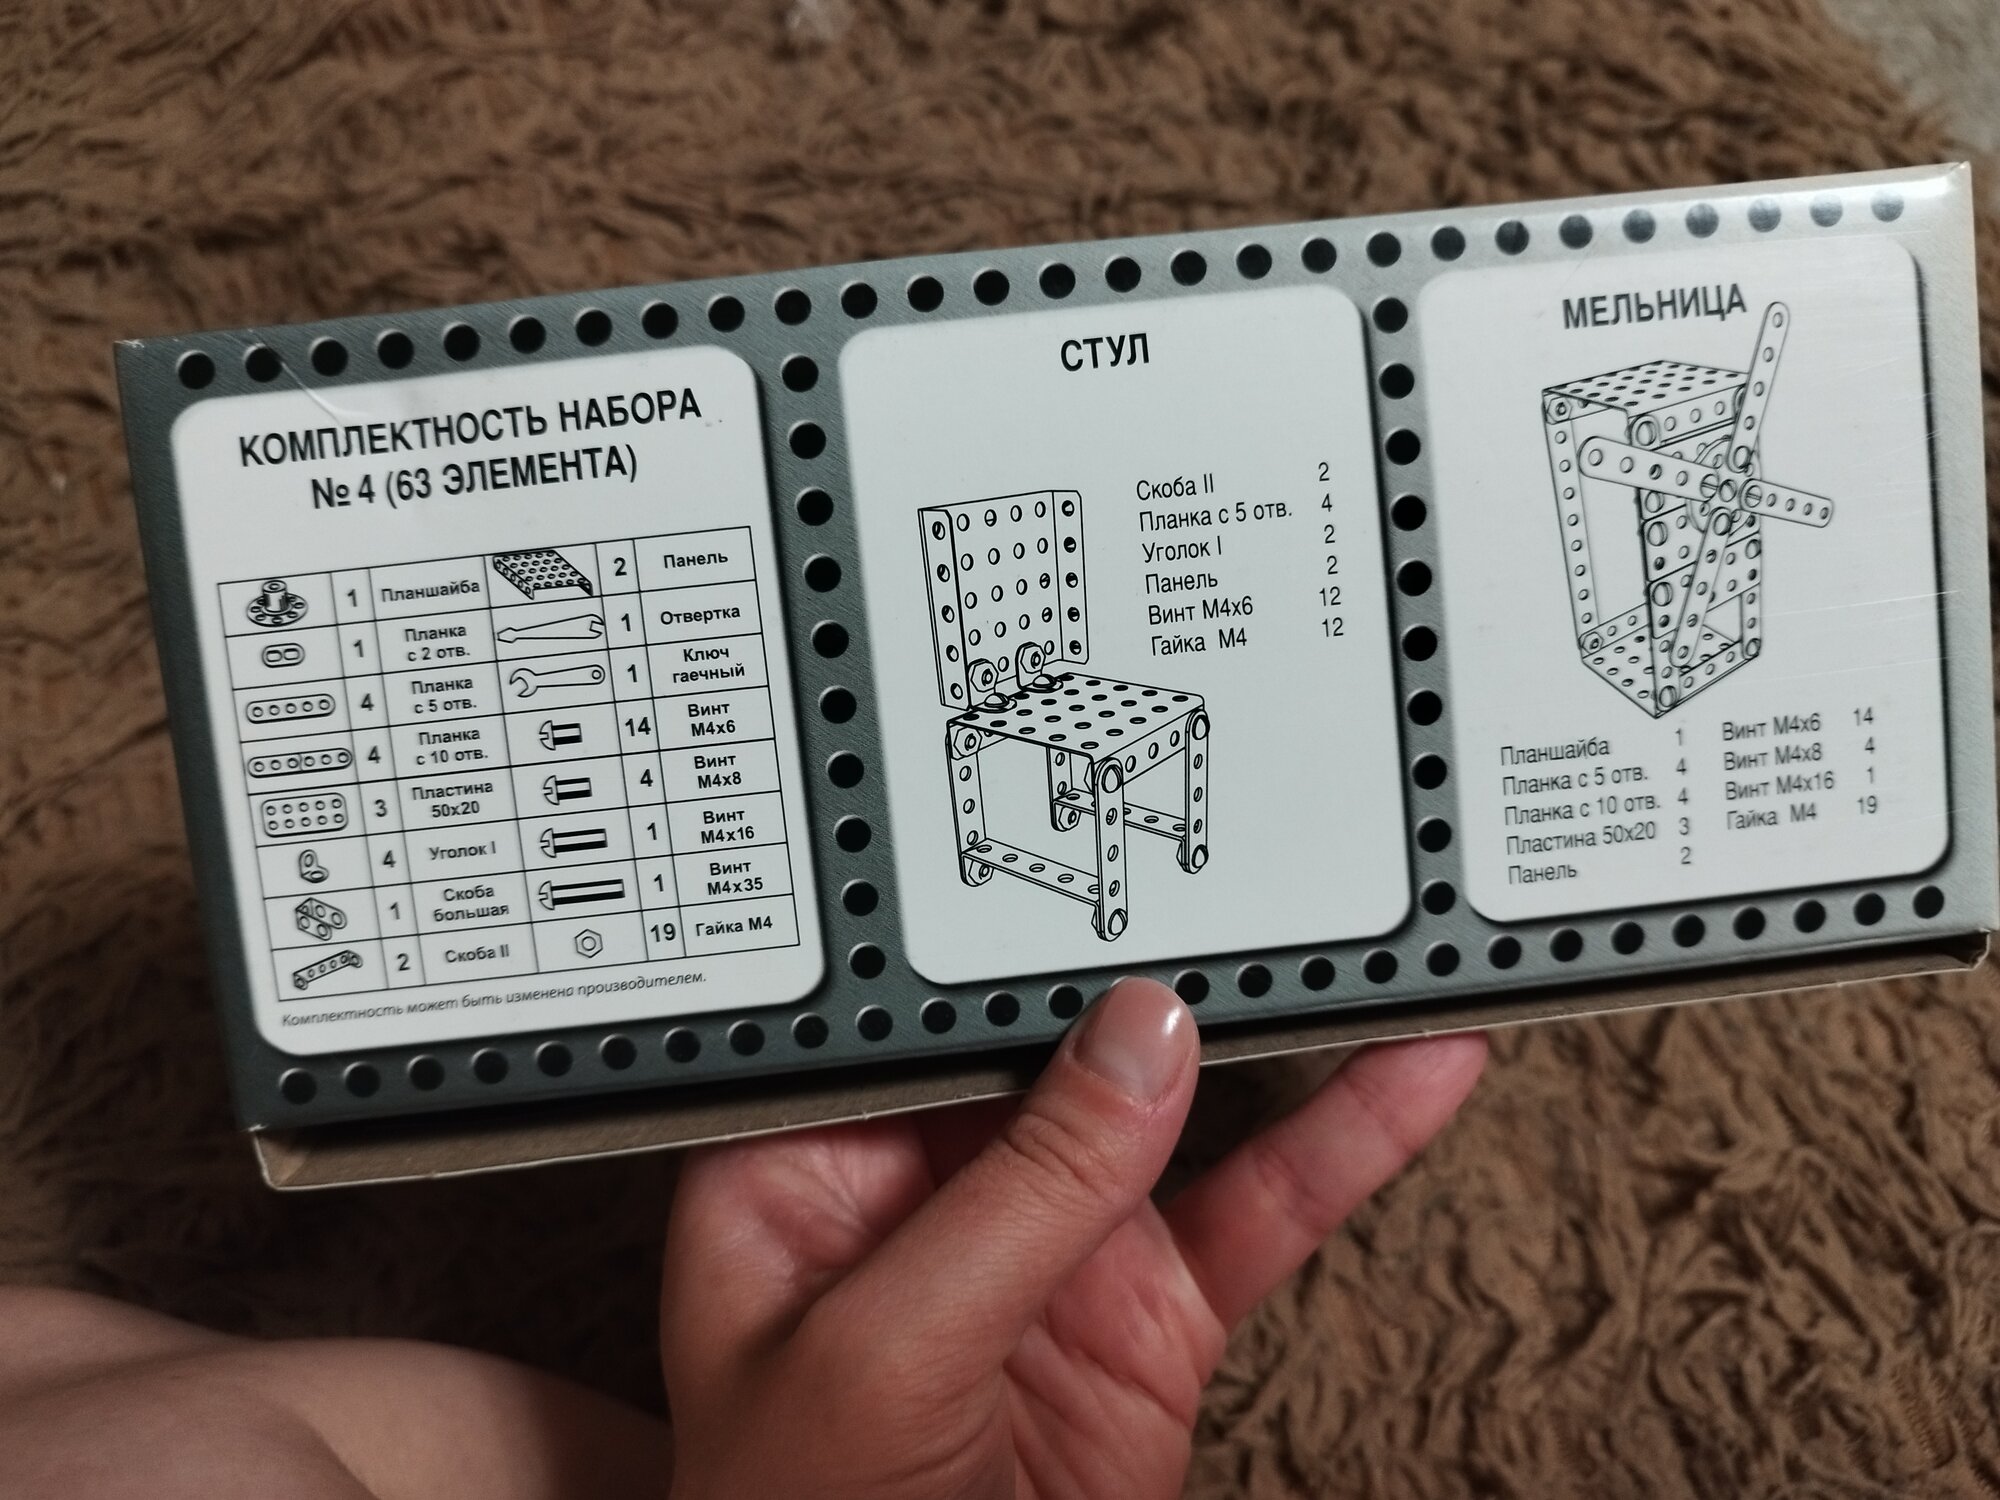 КОМПЛЕКТНОСТЬ НАБОРА
№ 4 (63 ЭЛЕМЕНТА)
1 Планшайба 2 Панель
1 Планка с 2 отв. 1 Отвертка
4 Планка с 5 отв. 1 Ключ гаечный
4 Планка с 10 отв. 14 Винт М4х6
3 Пластина 50х20 4 Винт М4х8
4 Уголок I 1 Винт М4х16
1 Скоба большая 1 Винт М4х35
2 Скоба II 19 Гайка М4
Комплектность может быть изменена производителем.
СТУЛ
Скоба II 2
Планка с 5 отв. 4
Уголок I 2
Панель 2
Винт М4х6 12
Гайка М4 12
МЕЛЬНИЦА
Планшайба 1
Планка с 5 отв. 4
Планка с 10 отв. 4
Пластина 50х20 3
Панель 2
Винт М4х6 14
Винт М4х8 4
Винт М4х16 1
Гайка М4 19